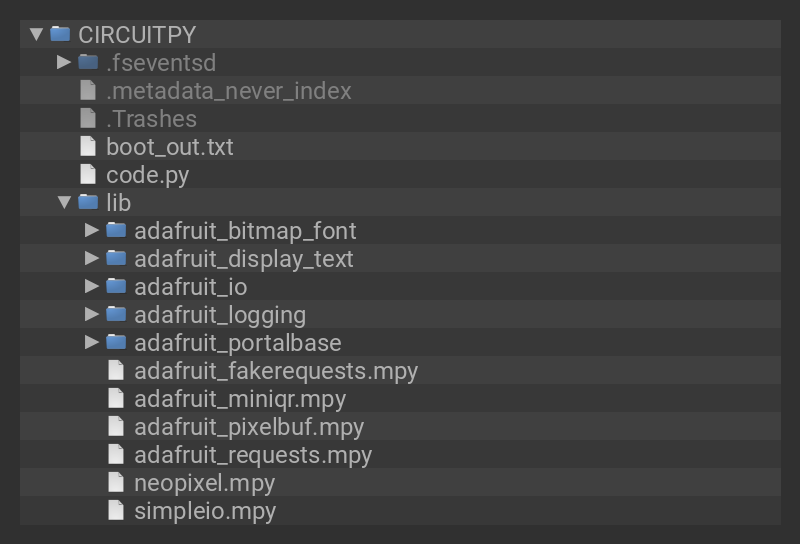 CIRCUITPY
.fseventsd
.metadata_never_index
.Trashes
boot_out.txt
code.py
lib
adafruit_bitmap_font
adafruit_display_text
adafruit_io
adafruit_logging
adafruit_portalbase
adafruit_fakerequests.mpy
adafruit_miniqr.mpy
adafruit_pixelbuf.mpy
adafruit_requests.mpy
neopixel.mpy
simpleio.mpy